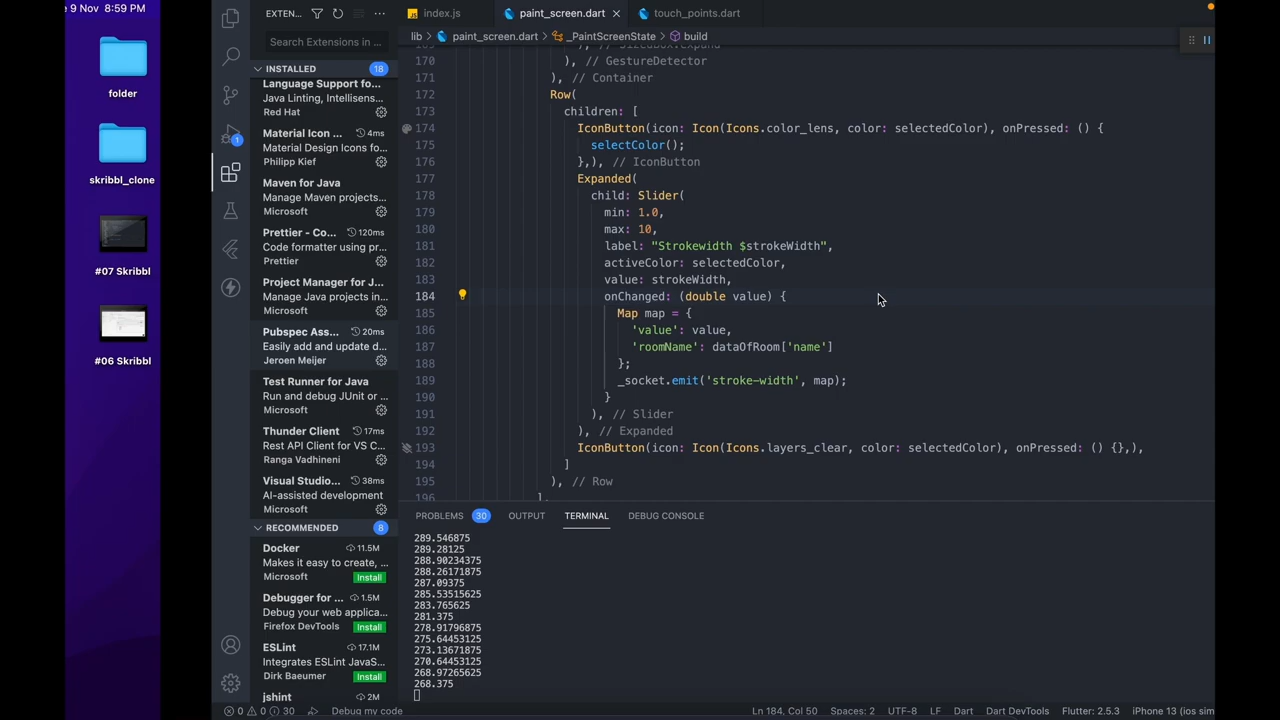 e 9 Nov 8:59 PM
folder
skribbl_clone
#07 Skribbl
#06 Skribbl
EXTEN...
Search Extensions in ...
INSTALLED 18
Language Support fo...
Java Linting, Intellisens...
Red Hat
Material Icon ... 4ms
Material Design Icons fo...
Philipp Kief
Maven for Java
Manage Maven projects...
Microsoft
Prettier - Co... 120ms
Code formatter using pr...
Prettier
Project Manager for J...
Manage Java projects in...
Microsoft
Pubspec Ass... 20ms
Easily add and update d...
Jeroen Meijer
Test Runner for Java
Run and debug JUnit or ...
Microsoft
Thunder Client 17ms
Rest API Client for VS C...
Ranga Vadhineni
Visual Studio... 38ms
AI-assisted development
Microsoft
RECOMMENDED 8
Docker 11.5M
Makes it easy to create, ...
Microsoft Install
Debugger for ... 1.5M
Debug your web applica...
Firefox DevTools Install
ESLint 17.1M
Integrates ESLint JavaS...
Dirk Baeumer Install
jshint 2M
1
index.js paint_screen.dart touch_points.dart
lib > paint_screen.dart > _PaintScreenState > build
169 ), // SizedBox.expand
170 ), // GestureDetector
171 ), // Container
172 Row(
173 children: [
174 IconButton(icon: Icon(Icons.color_lens, color: selectedColor), onPressed: () {
175 selectColor();
176 },), // IconButton
177 Expanded(
178 child: Slider(
179 min: 1.0,
180 max: 10,
181 label: "Strokewidth $strokeWidth",
182 activeColor: selectedColor,
183 value: strokeWidth,
184 onChanged: (double value) {
185 Map map = {
186 'value': value,
187 'roomName': dataOfRoom['name']
188 };
189 _socket.emit('stroke-width', map);
190 }
191 ), // Slider
192 ), // Expanded
193 IconButton(icon: Icon(Icons.layers_clear, color: selectedColor), onPressed: () {},),
194 ]
195 ), // Row
196 ],
PROBLEMS 30 OUTPUT TERMINAL DEBUG CONSOLE
289.546875
289.28125
288.90234375
288.26171875
287.09375
285.53515625
283.765625
281.375
278.91796875
275.64453125
273.13671875
270.64453125
268.97265625
268.375
0 0 30 Debug my code Ln 184, Col 50 Spaces: 2 UTF-8 LF Dart Dart DevTools Flutter: 2.5.3 iPhone 13 (ios sim